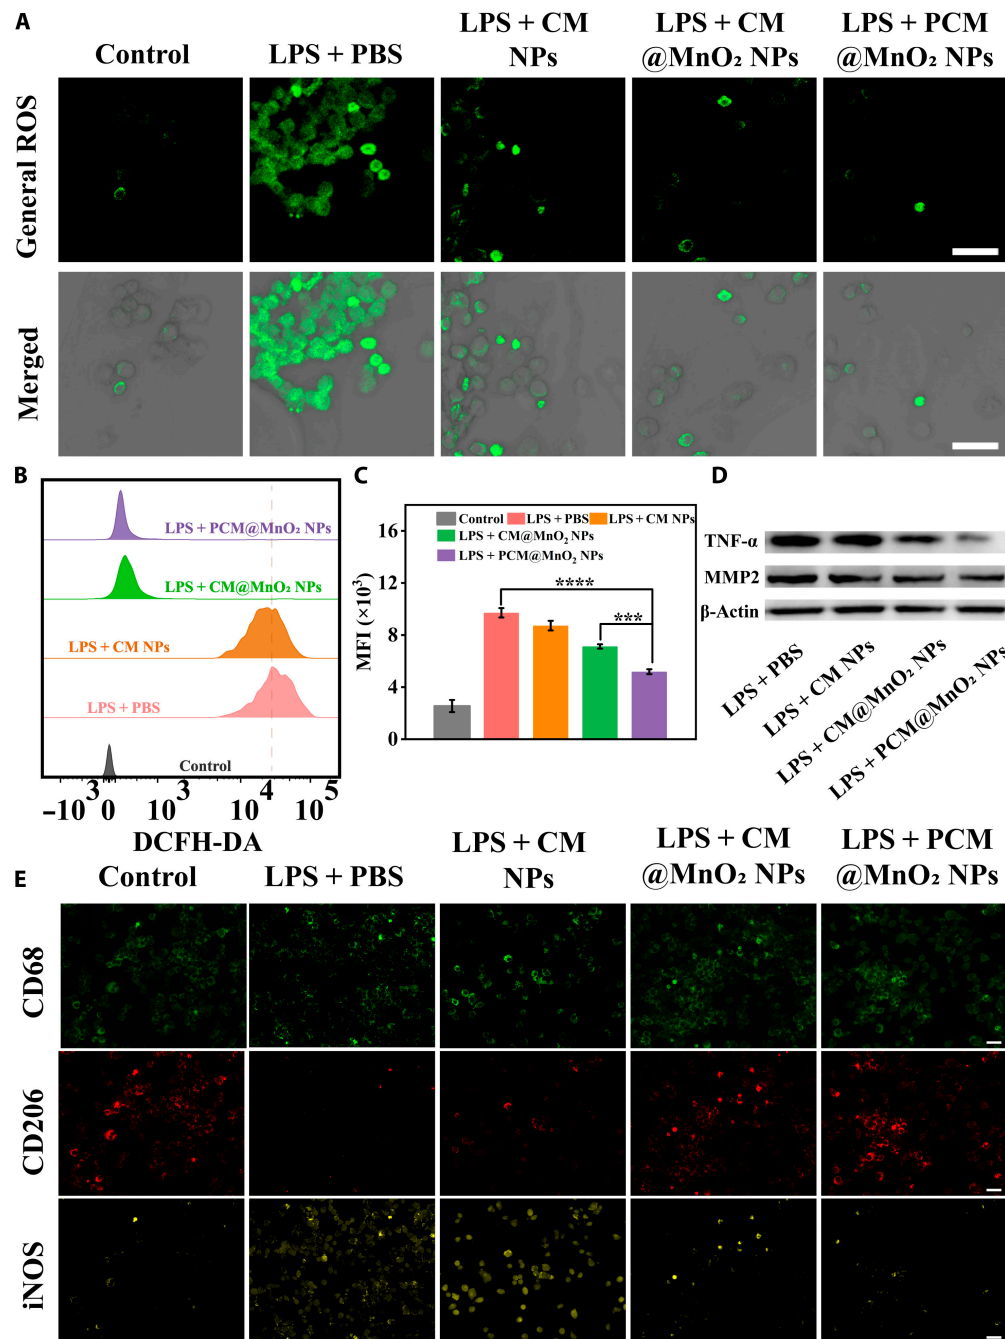 A
Control
LPS + PBS
LPS + CM
NPs
LPS + CM
@MnO₂ NPs
LPS + PCM
@MnO₂ NPs
General ROS
Merged
B
LPS + PCM@MnO₂ NPs
LPS + CM@MnO₂ NPs
LPS + CM NPs
LPS + PBS
Control
−10³ 0 10³ 10⁴ 10⁵
DCFH-DA
C
MFI (×10³)
16
12
8
4
0
Control LPS + PBS LPS + CM NPs
LPS + CM@MnO₂ NPs
LPS + PCM@MnO₂ NPs
****
***
D
TNF-α
MMP2
β-Actin
LPS + PBS
LPS + CM NPs
LPS + CM@MnO₂ NPs
LPS + PCM@MnO₂ NPs
E
Control
LPS + PBS
LPS + CM
NPs
LPS + CM
@MnO₂ NPs
LPS + PCM
@MnO₂ NPs
CD68
CD206
iNOS